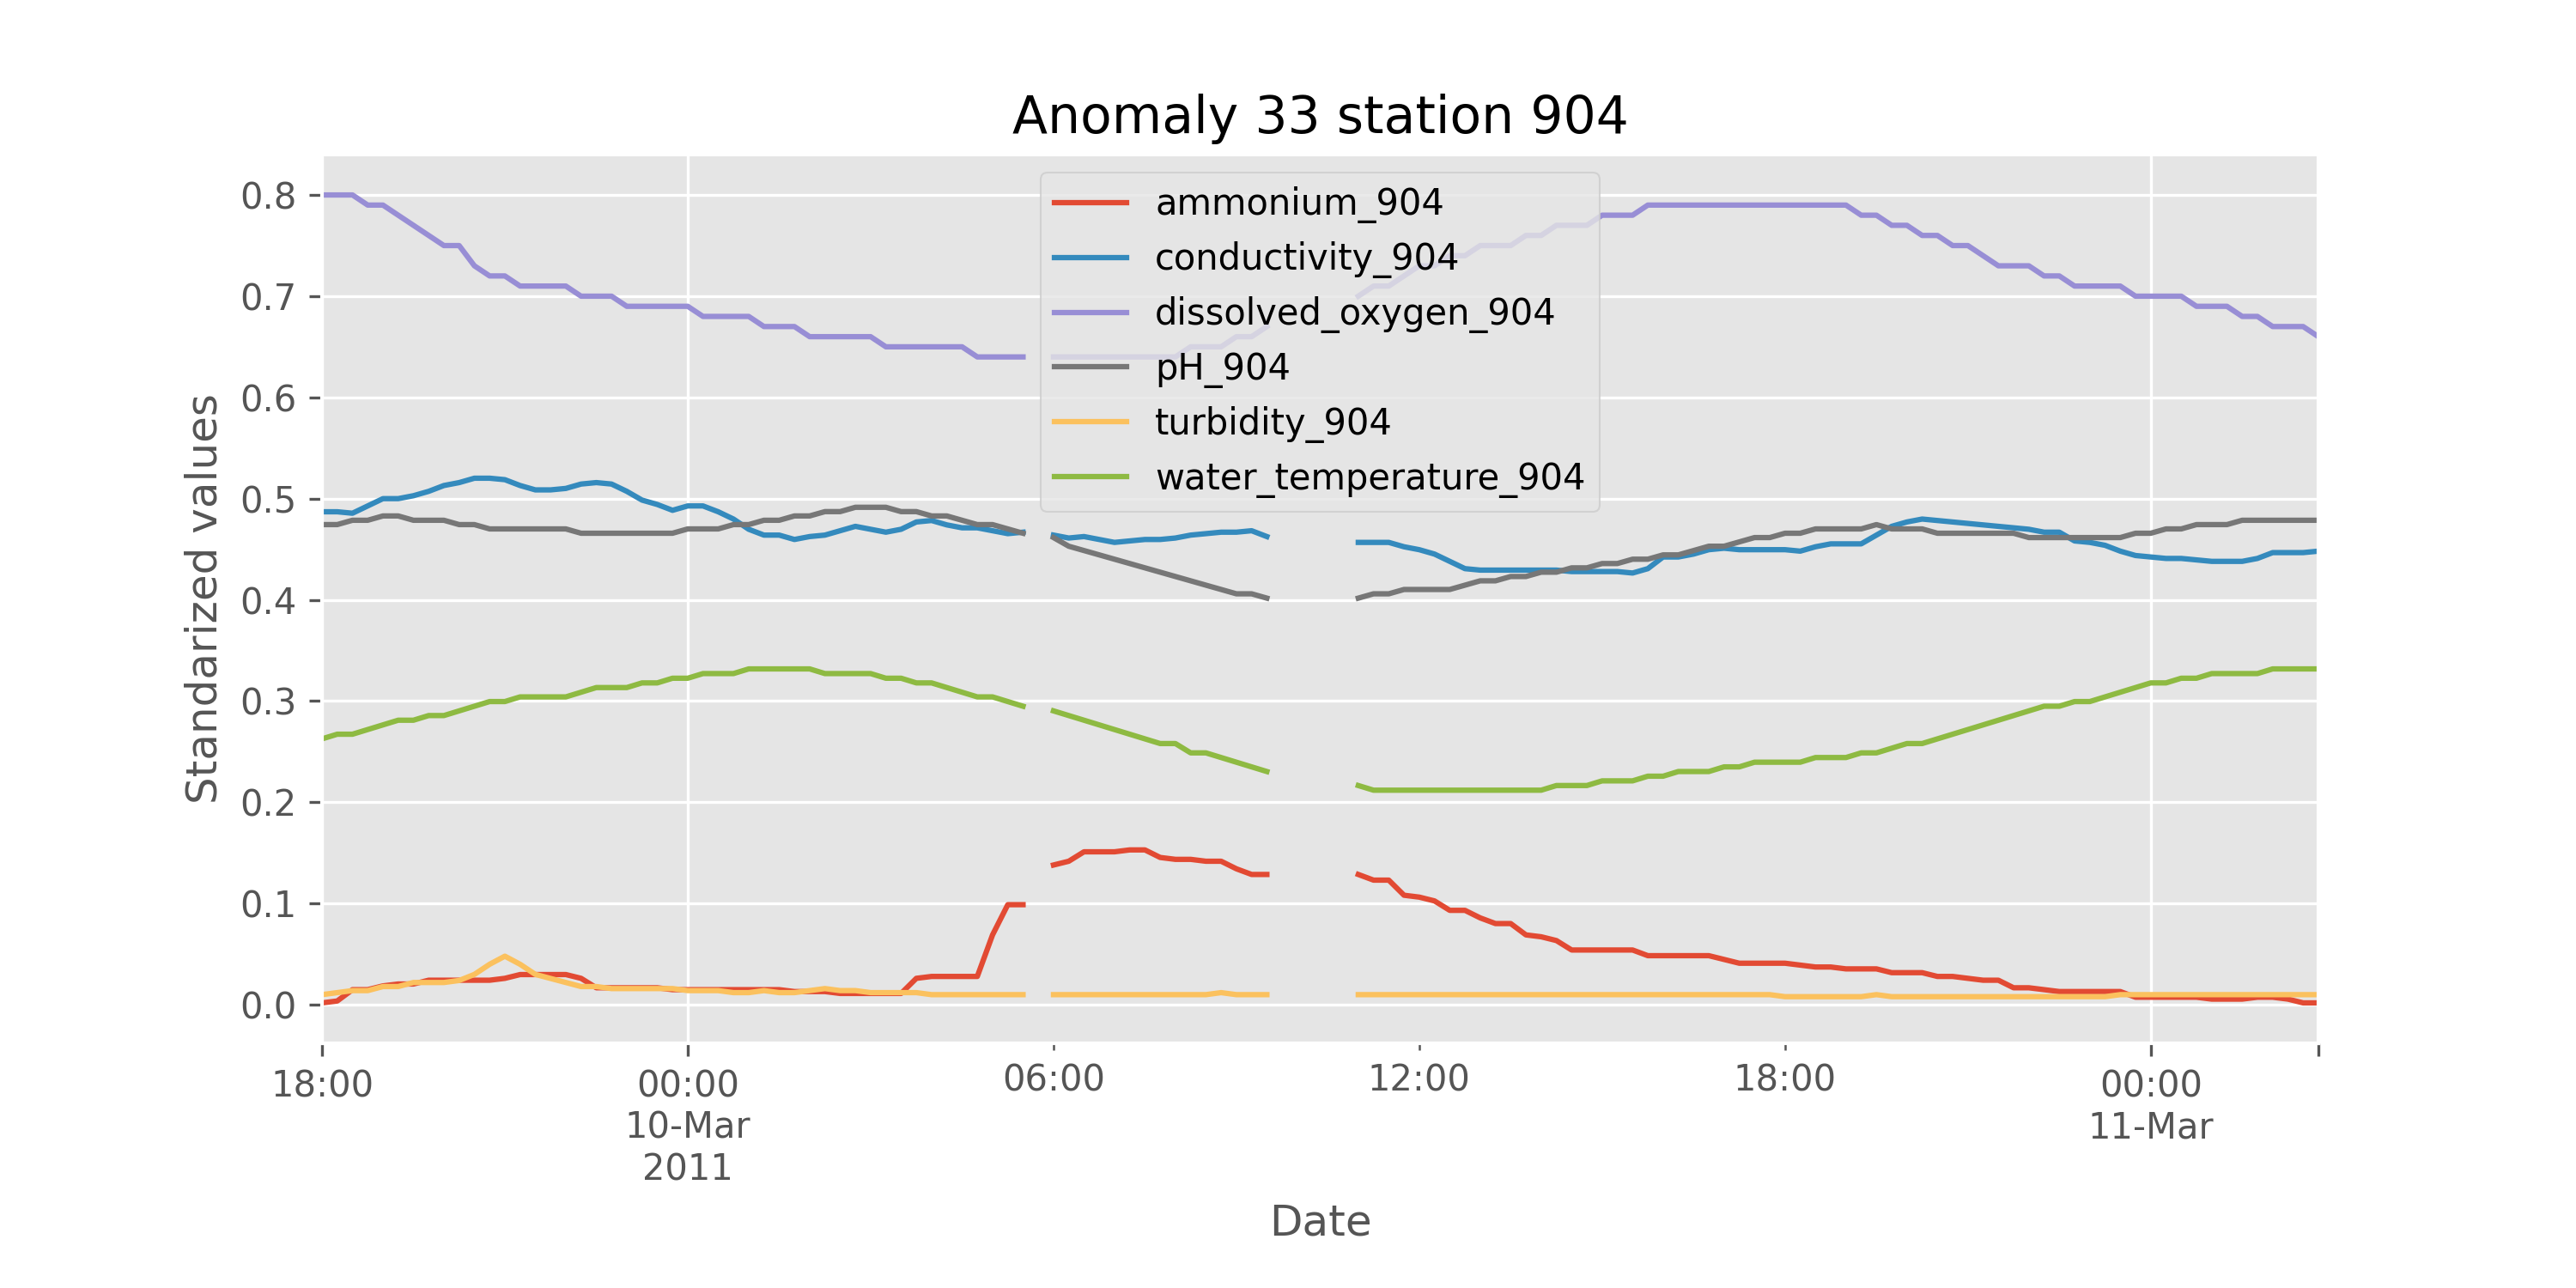 Anomaly 33 station 904
ammonium_904
conductivity_904
dissolved_oxygen_904
pH_904
turbidity_904
water_temperature_904
Standarized values
0.8
0.7
0.6
0.5
0.4
0.3
0.2
0.1
0.0
18:00
00:00
06:00
12:00
18:00
00:00
10-Mar
11-Mar
2011
Date